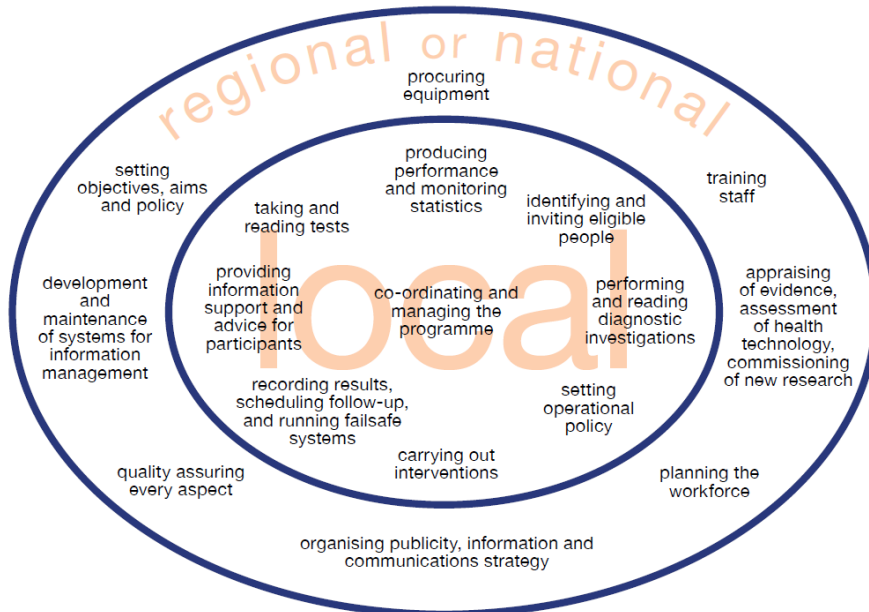 regional or national
procuring
equipment
setting
objectives, aims
and policy
training
staff
development
and
maintenance
of systems for
information
management
appraising
of evidence,
assessment
of health
technology,
commissioning
of new research
quality assuring
every aspect
planning the
workforce
organising publicity, information and
communications strategy
local
producing
performance
and monitoring
statistics
taking and
reading tests
identifying and
inviting eligible
people
providing
information
support and
advice for
participants
co-ordinating and
managing the
programme
performing
and reading
diagnostic
investigations
recording results,
scheduling follow-up,
and running failsafe
systems
setting
operational
policy
carrying out
interventions